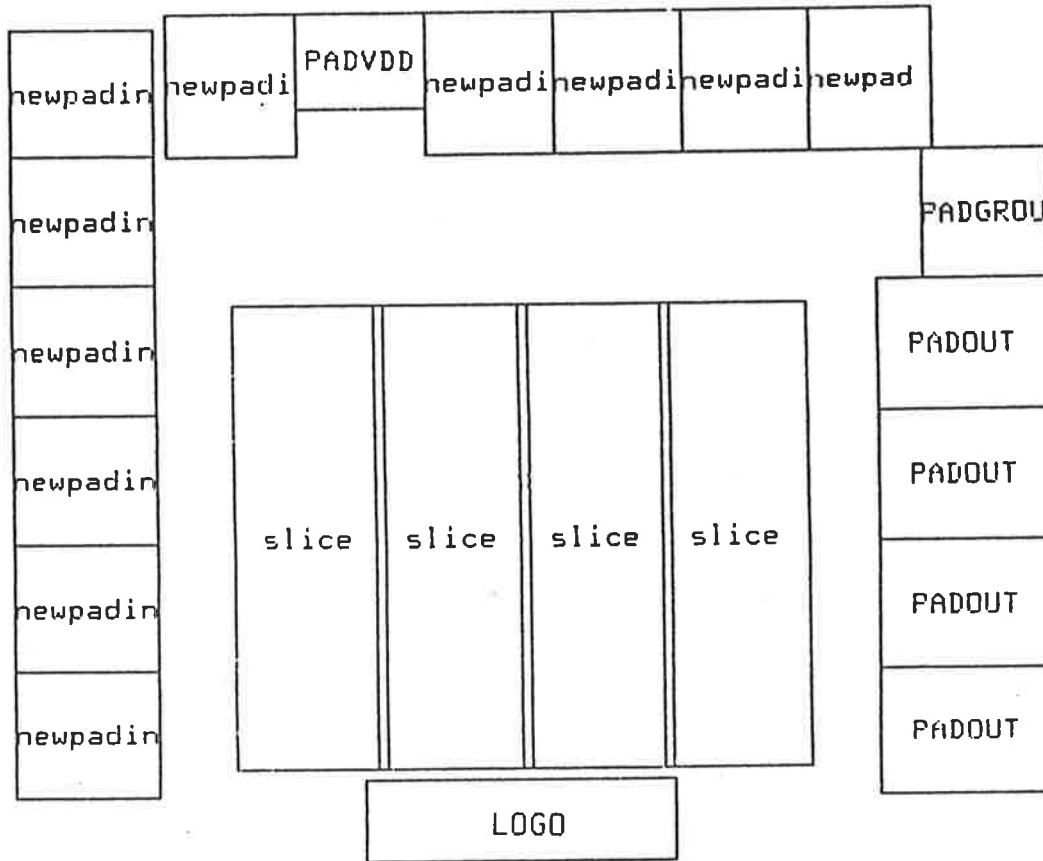 newpadin
newpadi
PADVDD
newpadi
newpadi
newpadi
newpad
newpadin
PADGROU
newpadin
PADOUT
newpadin
PADOUT
slice
slice
slice
slice
newpadin
PADOUT
newpadin
PADOUT
LOGO